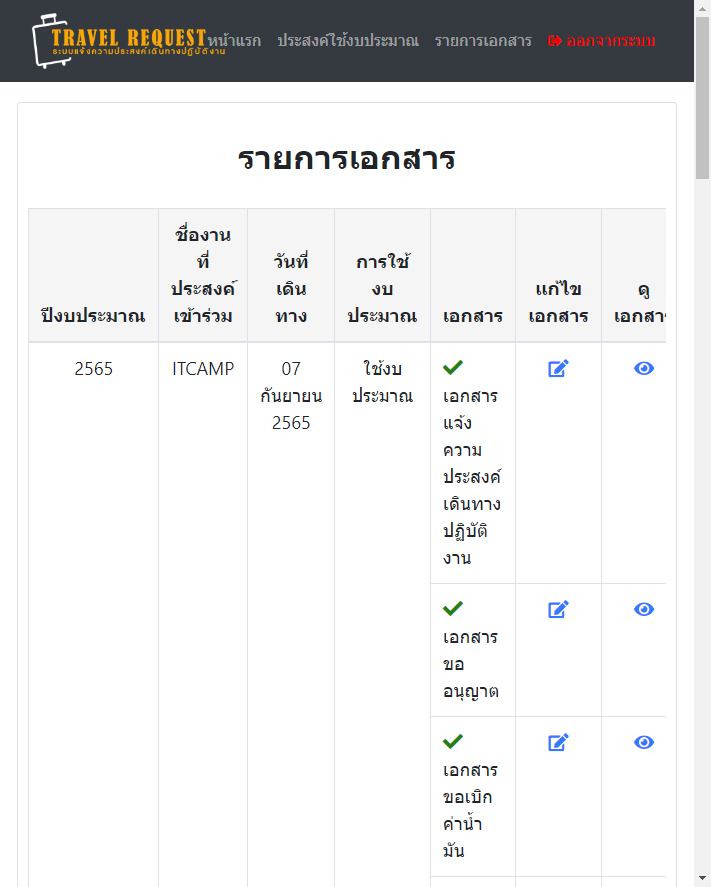 TRAVEL REQUEST
ระบบแจ้งความประสงค์เดินทางปฏิบัติงาน
หน้าแรก ประสงค์ใช้งบประมาณ รายการเอกสาร ออกจากระบบ
รายการเอกสาร
ปีงบประมาณ
ชื่องาน
ที่
ประสงค์
เข้าร่วม
วันที่
เดิน
ทาง
การใช้
งบ
ประมาณ
เอกสาร
แก้ไข
เอกสาร
ดู
เอกสาร
2565
ITCAMP
07
กันยายน
2565
ใช้งบ
ประมาณ
เอกสาร
แจ้ง
ความ
ประสงค์
เดินทาง
ปฏิบัติ
งาน
เอกสาร
ขอ
อนุญาต
เอกสาร
ขอเบิก
ค่าน้ำ
มัน